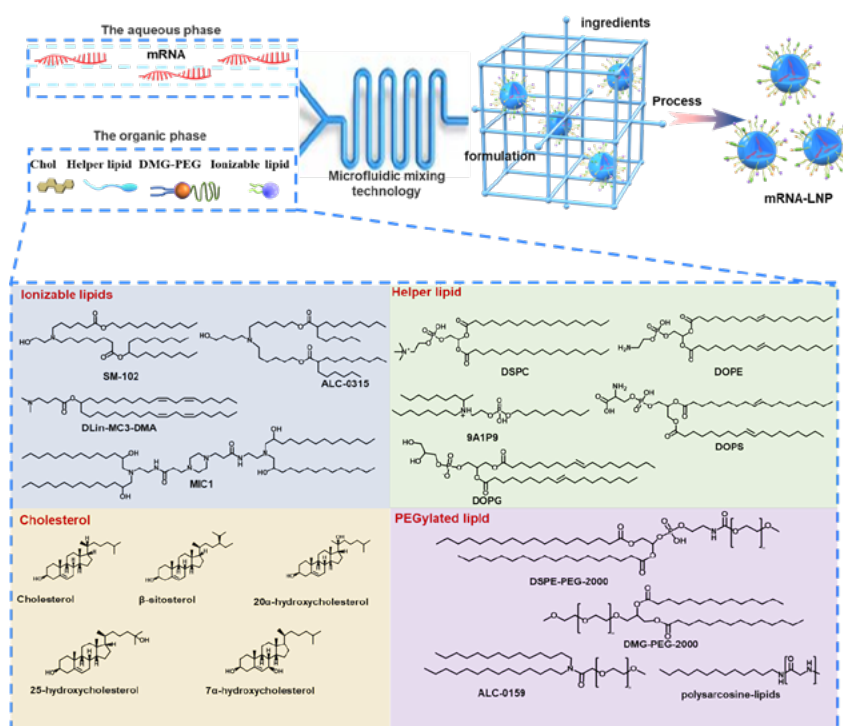 The aqueous phase
mRNA
The organic phase
Chol Helper lipid DMG-PEG Ionizable lipid
Microfluidic mixing
technology
ingredients
formulation
Process
mRNA-LNP
Ionizable lipids
SM-102
ALC-0315
DLin-MC3-DMA
MIC1
Helper lipid
DSPC
DOPE
9A1P9
DOPS
DOPG
Cholesterol
Cholesterol
β-sitosterol
20α-hydroxycholesterol
25-hydroxycholesterol
7α-hydroxycholesterol
PEGylated lipid
DSPE-PEG-2000
DMG-PEG-2000
ALC-0159
polysarcosine-lipids